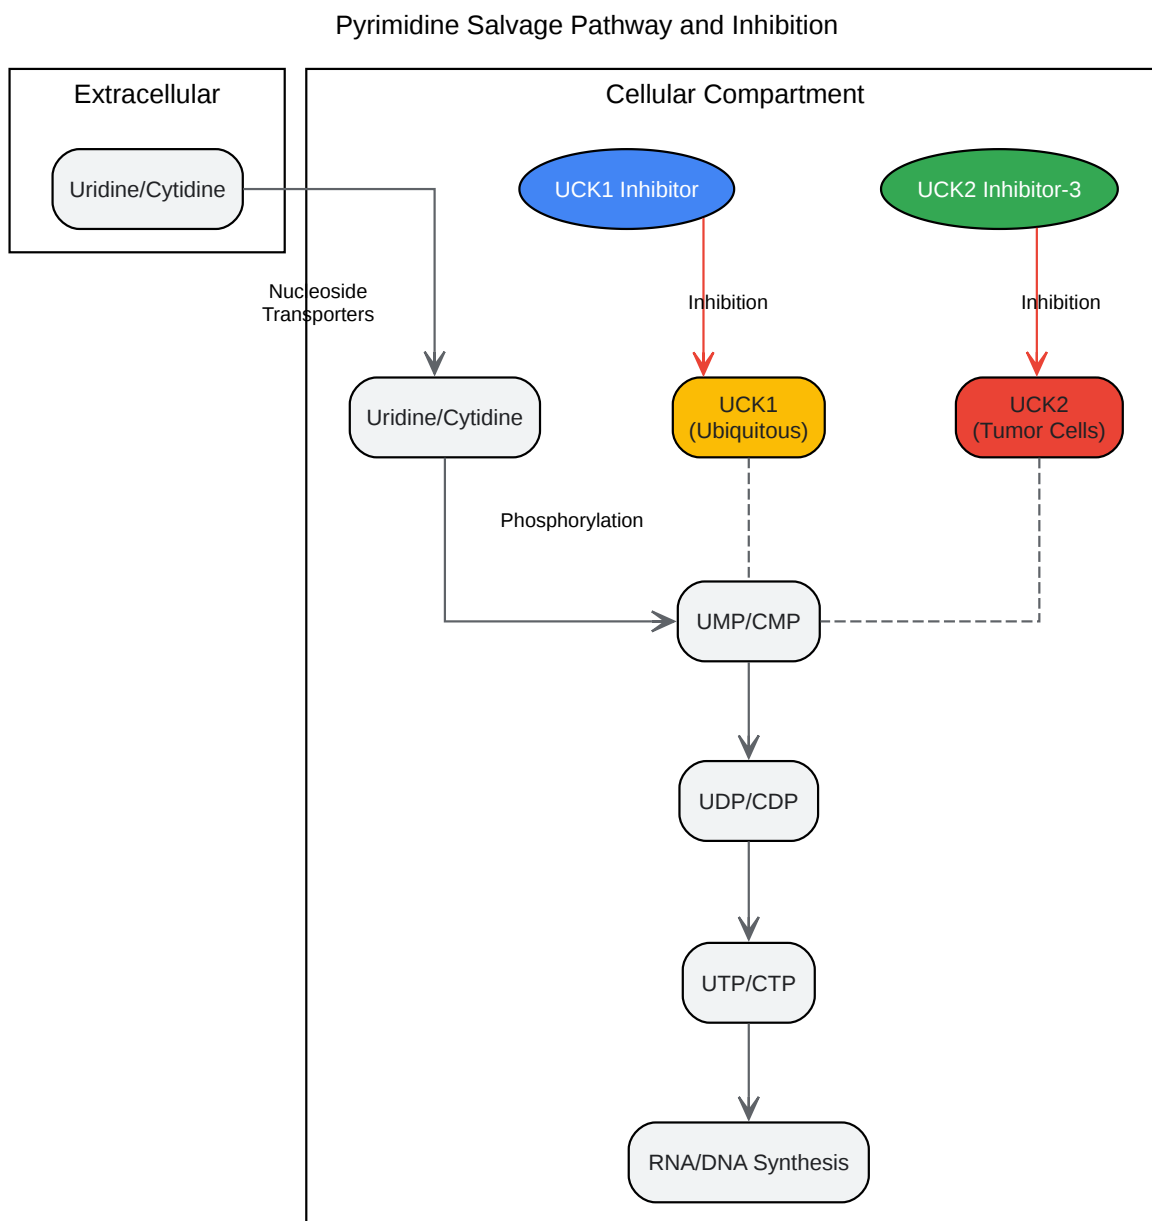 Pyrimidine Salvage Pathway and Inhibition
Extracellular
Cellular Compartment
Uridine/Cytidine
UCK1 Inhibitor
UCK2 Inhibitor-3
Nucleoside
Transporters
Inhibition
Inhibition
Uridine/Cytidine
UCK1
(Ubiquitous)
UCK2
(Tumor Cells)
Phosphorylation
UMP/CMP
UDP/CDP
UTP/CTP
RNA/DNA Synthesis